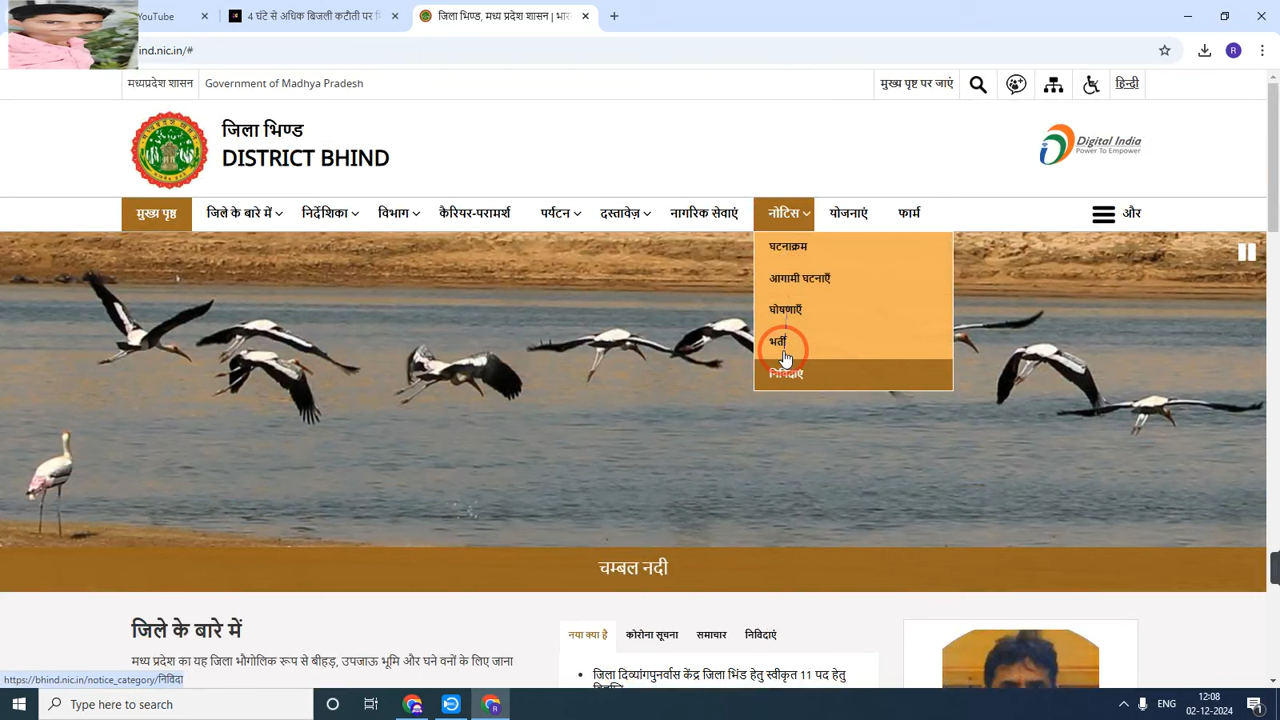 YouTube
4 घंटे से अधिक बिजली कटौती पर f
जिला भिण्ड, मध्य प्रदेश शासन | भार
ind.nic.in/#
R
मध्यप्रदेश शासन
Government of Madhya Pradesh
मुख्य पृष्ठ पर जाएं
हिन्दी
जिला भिण्ड
DISTRICT BHIND
Digital India
Power To Empower
मुख्य पृष्ठ
जिले के बारे में
निर्देशिका
विभाग
कैरियर-परामर्श
पर्यटन
दस्तावेज़
नागरिक सेवाएं
नोटिस
योजनाएं
फार्म
और
घटनाक्रम
आगामी घटनाएँ
घोषणाएँ
भर्ती
निविदाएं
चम्बल नदी
जिले के बारे में
मध्य प्रदेश का यह जिला भौगोलिक रूप से बीहड़, उपजाऊ भूमि और घने वनों के लिए जाना
नया क्या है
कोरोना सूचना
समाचार
निविदाएं
जिला दिव्यांगपुनर्वास केंद्र जिला भिंड हेतु स्वीकृत 11 पद हेतु
https://bhind.nic.in/notice_category/निविदा
Type here to search
R
ENG
12:08
02-12-2024